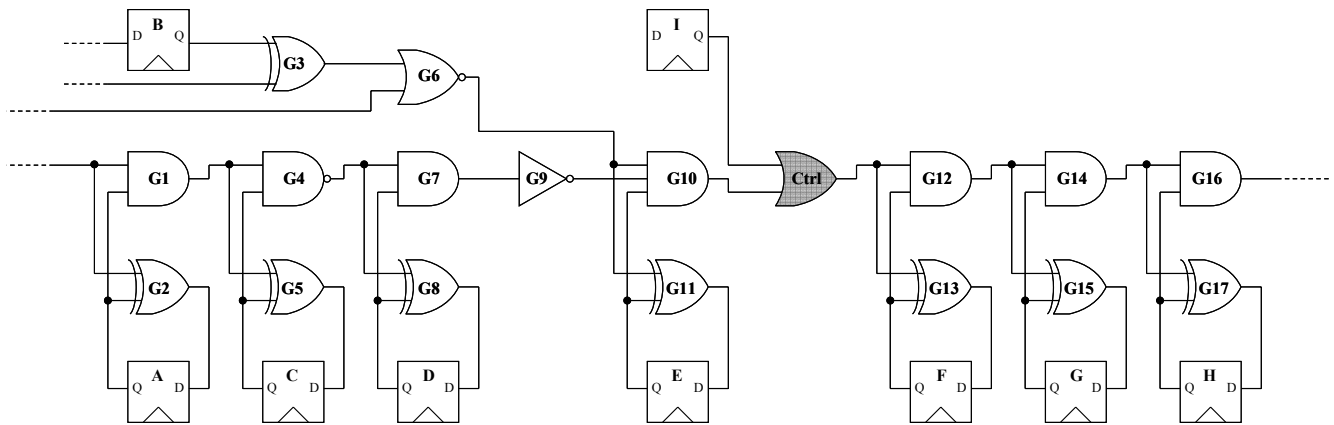 B I
D Q D Q
G3 G6
G1 G4 G7 G9 G10 Ctrl G12 G14 G16
G2 G5 G8 G11 G13 G15 G17
A C D E F G H
Q D Q D Q D Q D Q D Q D Q D